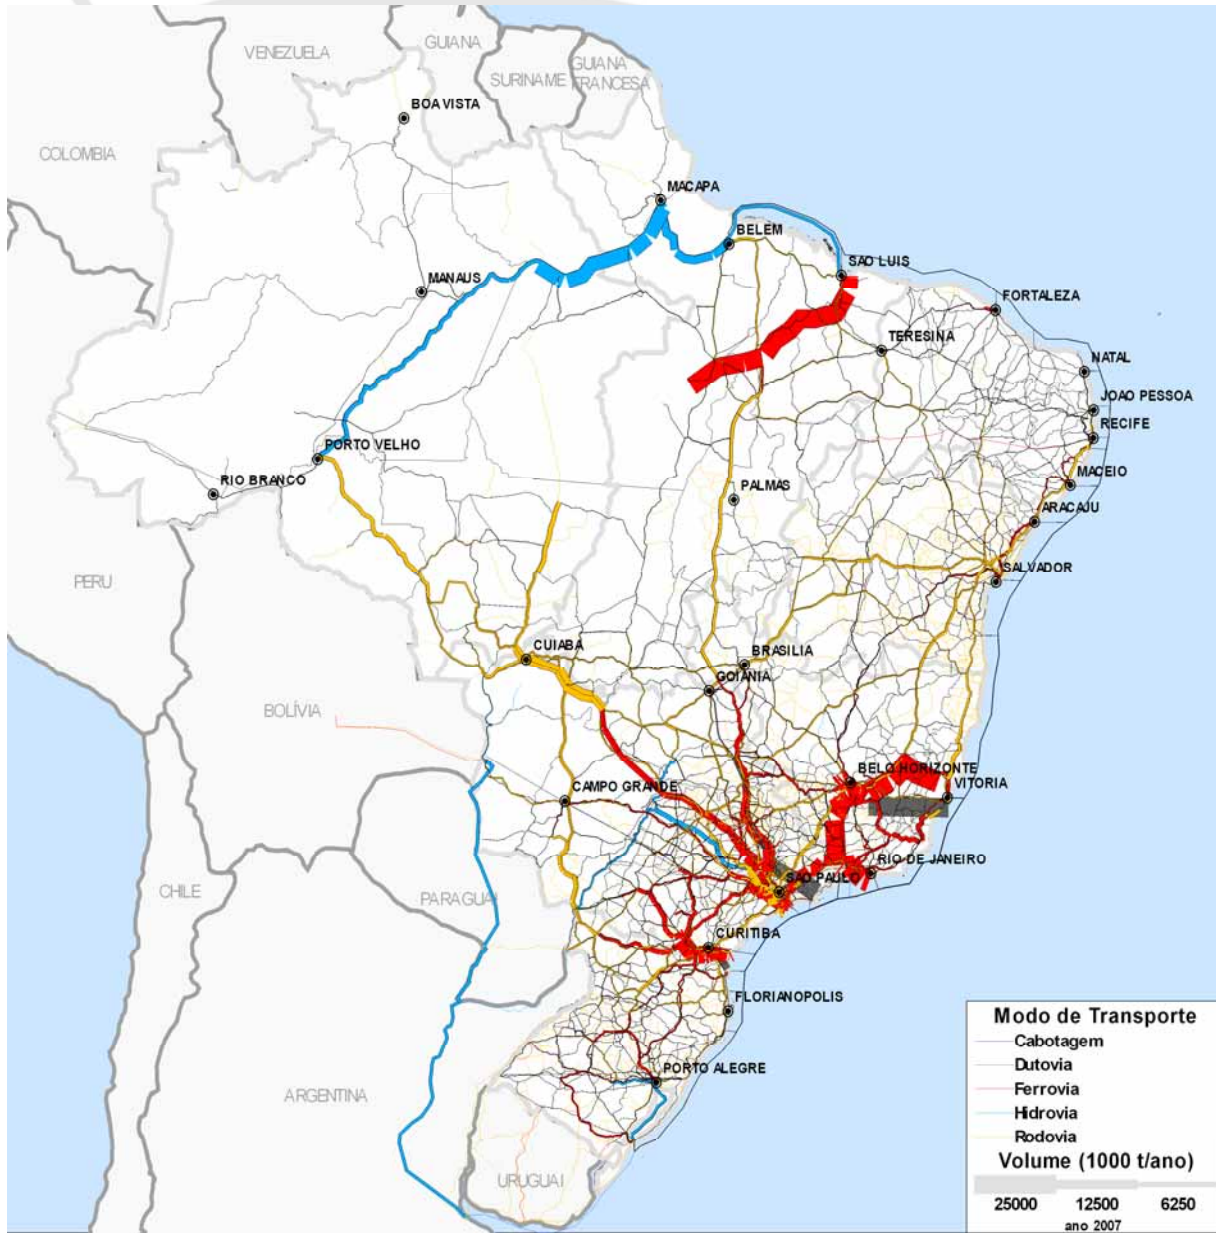 VENEZUELA
GUIANA
SURINAME
GUIANA
FRANCESA
BOA VISTA
COLOMBIA
MACAPA
BELEM
SAO LUIS
MANAUS
FORTALEZA
TERESINA
NATAL
JOAO PESSOA
RECIFE
PORTO VELHO
RIO BRANCO
MACEIO
PALMAS
ARACAJU
PERU
SALVADOR
CUIABA
BRASILIA
GOIANIA
BOLÍVIA
BELO HORIZONTE
CAMPO GRANDE
VITORIA
RIO DE JANEIRO
SAO PAULO
CHILE
PARAGUAI
CURITIBA
FLORIANOPOLIS
PORTO ALEGRE
ARGENTINA
URUGUAI
Modo de Transporte
Cabotagem
Dutovia
Ferrovia
Hidrovia
Rodovia
Volume (1000 t/ano)
25000 12500 6250
ano 2007